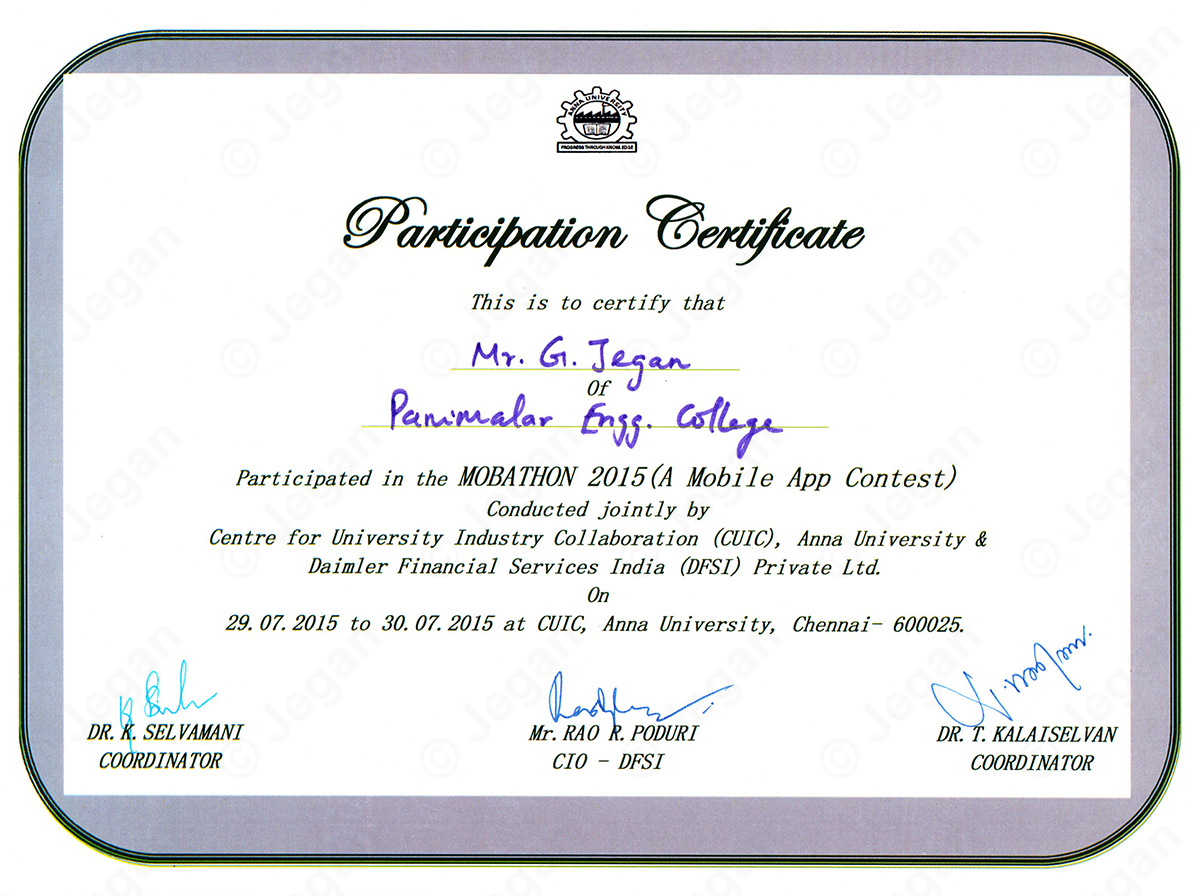 ANNA UNIVERSITY
PROGRESS THROUGH KNOWLEDGE
Participation Certificate
This is to certify that
Mr. G. Jegan
Of
Panimalar Engg. College
Participated in the MOBATHON 2015(A Mobile App Contest)
Conducted jointly by
Centre for University Industry Collaboration (CUIC), Anna University &
Daimler Financial Services India (DFSI) Private Ltd.
On
29.07.2015 to 30.07.2015 at CUIC, Anna University, Chennai- 600025.
DR. K. SELVAMANI
COORDINATOR
Mr. RAO R. PODURI
CIO - DFSI
DR. T. KALAISELVAN
COORDINATOR
© Jegan